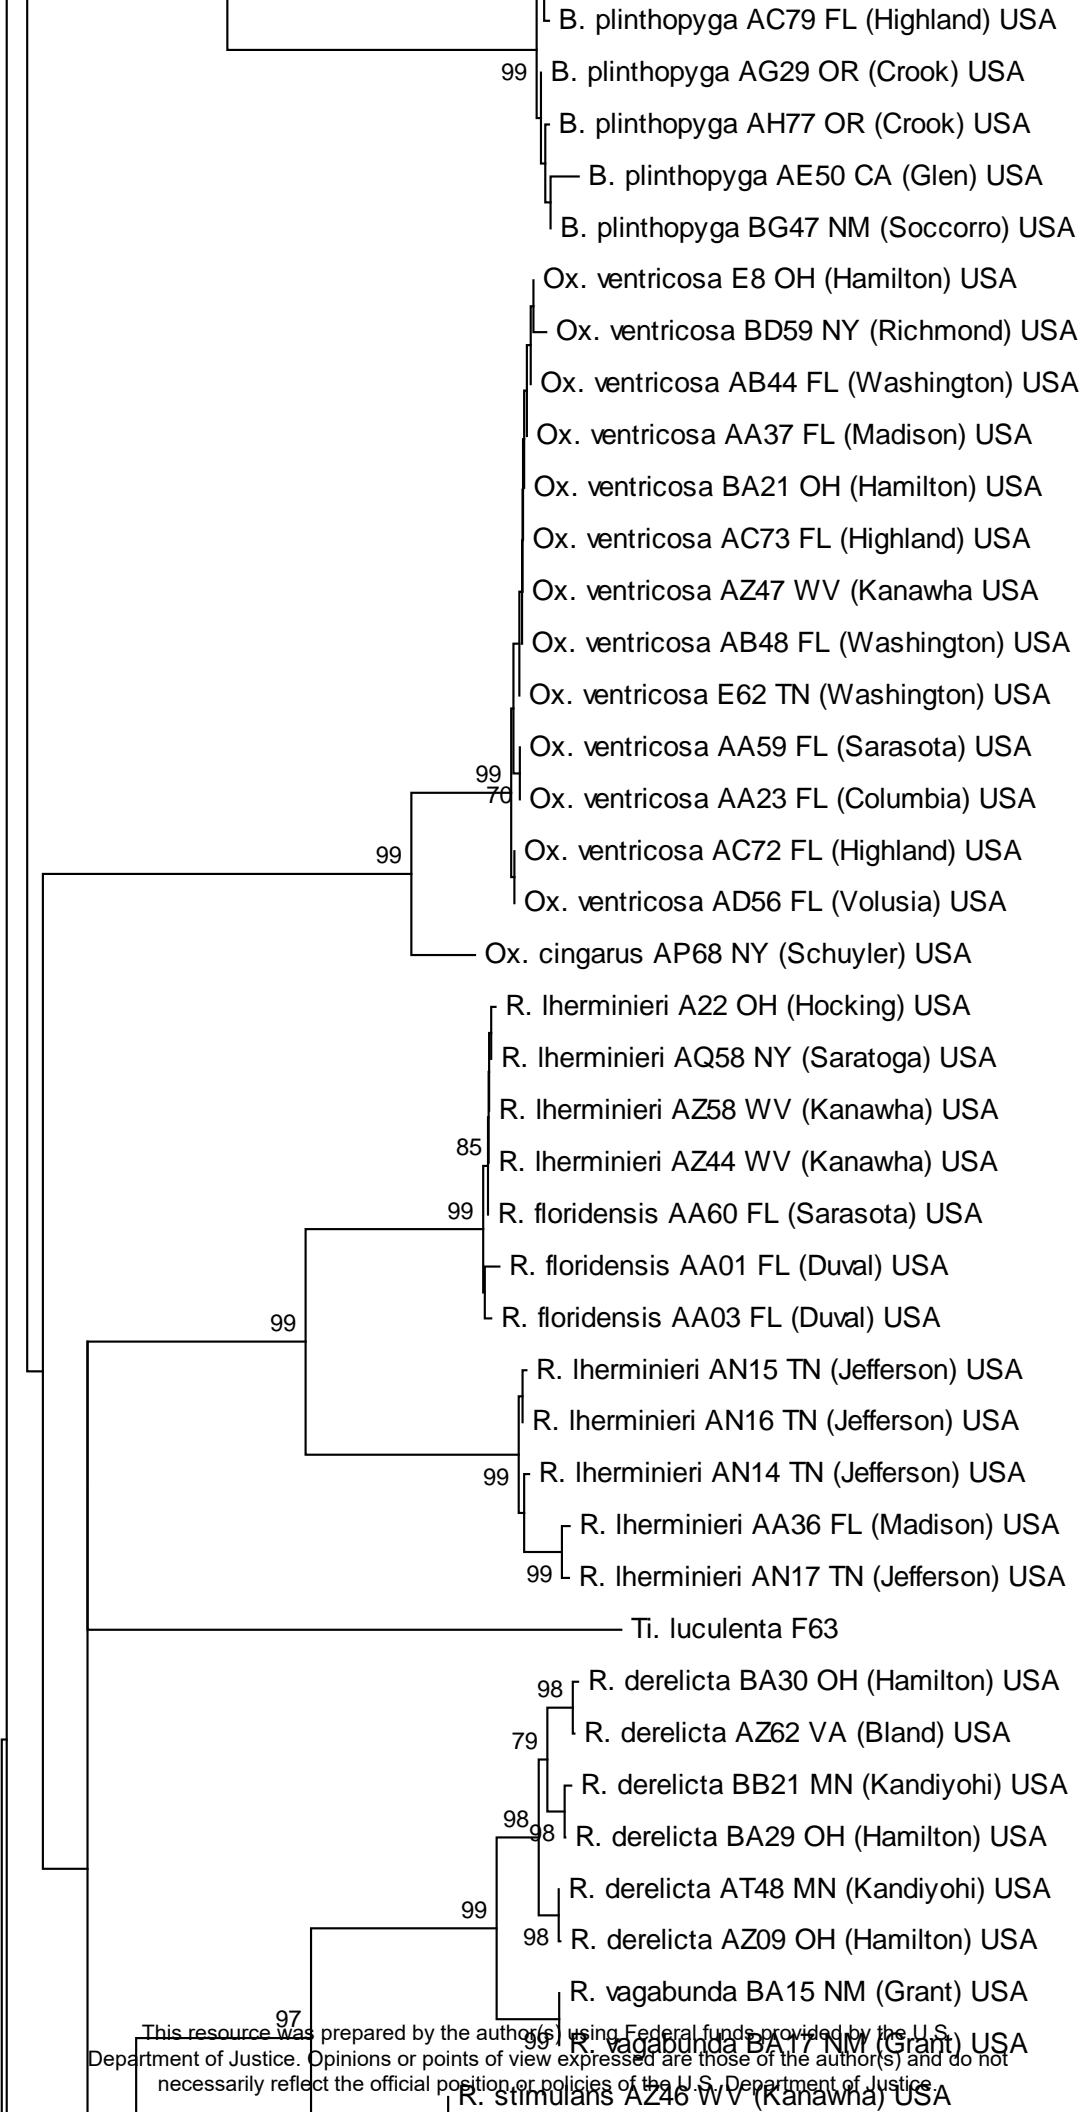 B. plinthopyga AC79 FL (Highland) USA
99
B. plinthopyga AG29 OR (Crook) USA
B. plinthopyga AH77 OR (Crook) USA
B. plinthopyga AE50 CA (Glen) USA
B. plinthopyga BG47 NM (Soccorro) USA
Ox. ventricosa E8 OH (Hamilton) USA
Ox. ventricosa BD59 NY (Richmond) USA
Ox. ventricosa AB44 FL (Washington) USA
Ox. ventricosa AA37 FL (Madison) USA
Ox. ventricosa BA21 OH (Hamilton) USA
Ox. ventricosa AC73 FL (Highland) USA
Ox. ventricosa AZ47 WV (Kanawha USA
Ox. ventricosa AB48 FL (Washington) USA
Ox. ventricosa E62 TN (Washington) USA
Ox. ventricosa AA59 FL (Sarasota) USA
99
70
Ox. ventricosa AA23 FL (Columbia) USA
99
Ox. ventricosa AC72 FL (Highland) USA
Ox. ventricosa AD56 FL (Volusia) USA
Ox. cingarus AP68 NY (Schuyler) USA
R. lherminieri A22 OH (Hocking) USA
R. lherminieri AQ58 NY (Saratoga) USA
R. lherminieri AZ58 WV (Kanawha) USA
85
R. lherminieri AZ44 WV (Kanawha) USA
99
R. floridensis AA60 FL (Sarasota) USA
R. floridensis AA01 FL (Duval) USA
99
R. floridensis AA03 FL (Duval) USA
R. lherminieri AN15 TN (Jefferson) USA
R. lherminieri AN16 TN (Jefferson) USA
99
R. lherminieri AN14 TN (Jefferson) USA
R. lherminieri AA36 FL (Madison) USA
99
R. lherminieri AN17 TN (Jefferson) USA
Ti. luculenta F63
98
R. derelicta BA30 OH (Hamilton) USA
79
R. derelicta AZ62 VA (Bland) USA
R. derelicta BB21 MN (Kandiyohi) USA
98
98
R. derelicta BA29 OH (Hamilton) USA
99
R. derelicta AT48 MN (Kandiyohi) USA
98
R. derelicta AZ09 OH (Hamilton) USA
R. vagabunda BA15 NM (Grant) USA
97
99
R. vagabunda BA17 NM (Grant) USA
This resource was prepared by the author(s) using Federal funds provided by the U.S.
Department of Justice. Opinions or points of view expressed are those of the author(s) and do not
necessarily reflect the official position or policies of the U.S. Department of Justice.
R. stimulans AZ46 WV (Kanawha) USA